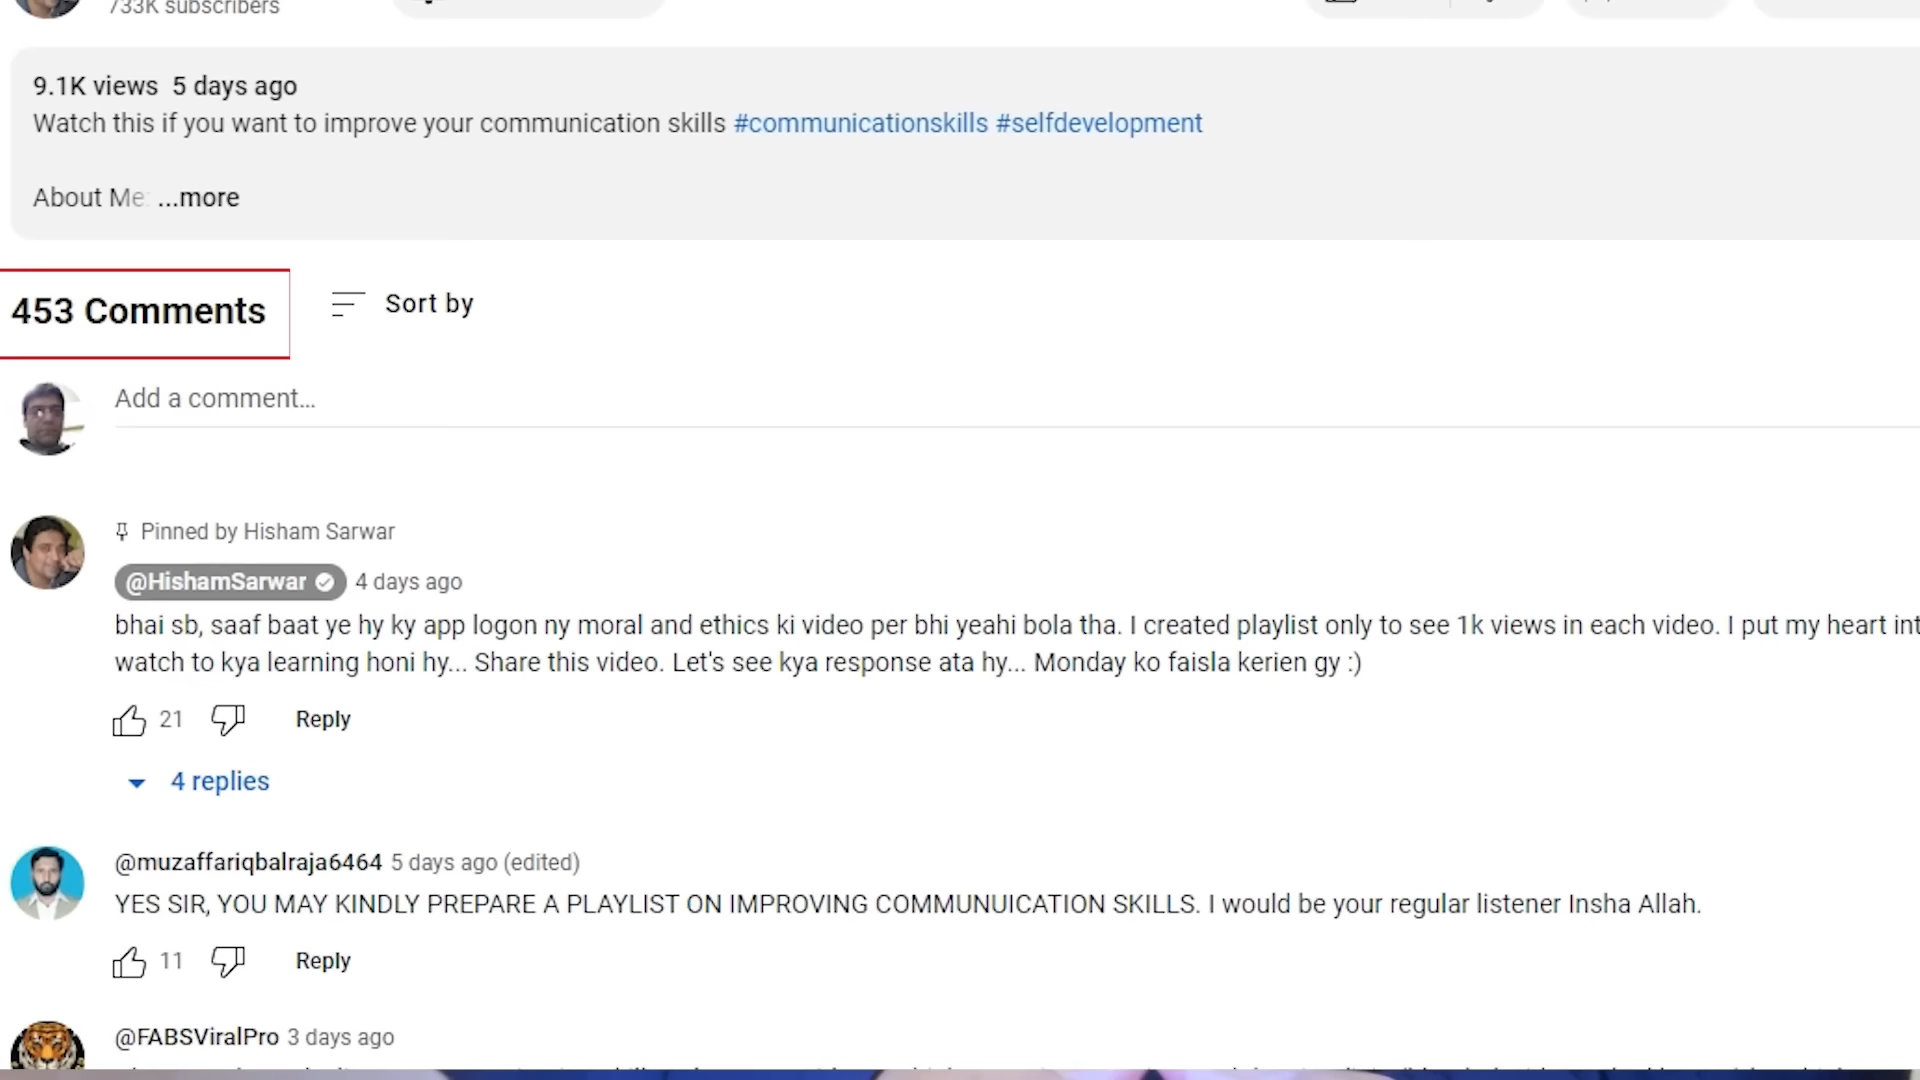 733K subscribers
9.1K views 5 days ago
Watch this if you want to improve your communication skills #communicationskills #selfdevelopment
About Me: ...more
453 Comments
Sort by
Add a comment...
Pinned by Hisham Sarwar
@HishamSarwar 4 days ago
bhai sb, saaf baat ye hy ky app logon ny moral and ethics ki video per bhi yeahi bola tha. I created playlist only to see 1k views in each video. I put my heart
watch to kya learning honi hy... Share this video. Let's see kya response ata hy... Monday ko faisla kerien gy :)
21
Reply
4 replies
@muzaffariqbalraja6464 5 days ago (edited)
YES SIR, YOU MAY KINDLY PREPARE A PLAYLIST ON IMPROVING COMMUNUICATION SKILLS. I would be your regular listener Insha Allah.
11
Reply
@FABSViralPro 3 days ago